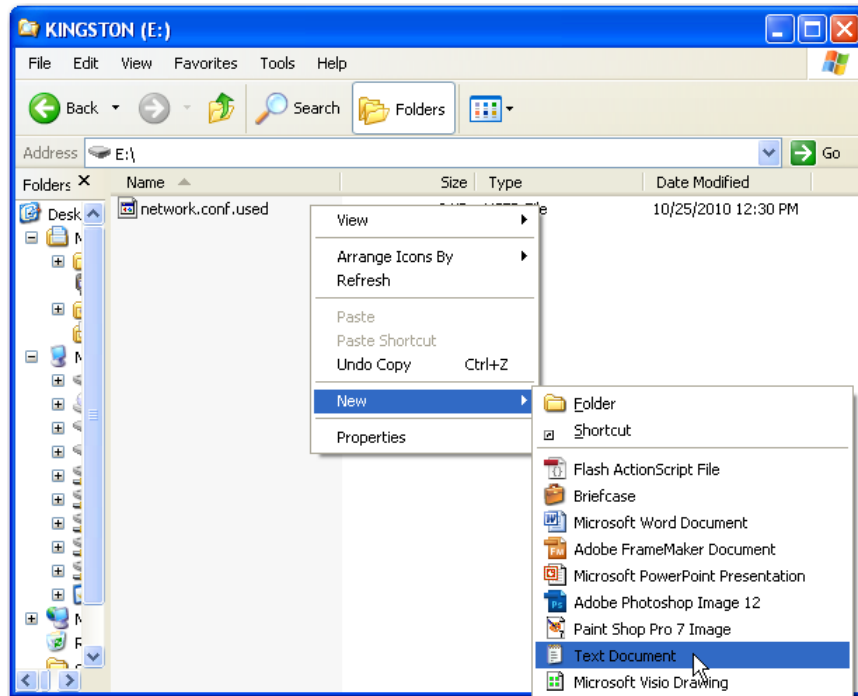 KINGSTON (E:)
File Edit View Favorites Tools Help
Back Search Folders
Address E:\ Go
Folders X Name Size Type Date Modified
Desk
network.conf.used 10/25/2010 12:30 PM
View
Arrange Icons By
Refresh
Paste
Paste Shortcut
Undo Copy Ctrl+Z
New
Properties
Folder
Shortcut
Flash ActionScript File
Briefcase
Microsoft Word Document
Adobe FrameMaker Document
Microsoft PowerPoint Presentation
Adobe Photoshop Image 12
Paint Shop Pro 7 Image
Text Document
Microsoft Visio Drawing